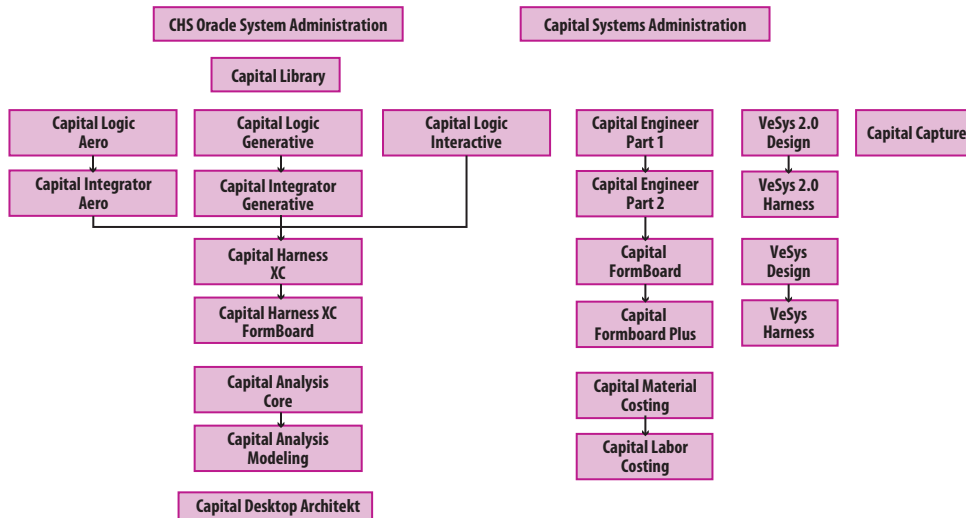 CHS Oracle System Administration
Capital Systems Administration
Capital Library
Capital Logic
Aero
Capital Logic
Generative
Capital Logic
Interactive
Capital Engineer
Part 1
VeSys 2.0
Design
Capital Capture
Capital Integrator
Aero
Capital Integrator
Generative
Capital Engineer
Part 2
VeSys 2.0
Harness
Capital Harness
XC
Capital
FormBoard
VeSys
Design
Capital Harness XC
FormBoard
Capital
Formboard Plus
VeSys
Harness
Capital Analysis
Core
Capital Material
Costing
Capital Analysis
Modeling
Capital Labor
Costing
Capital Desktop Architekt